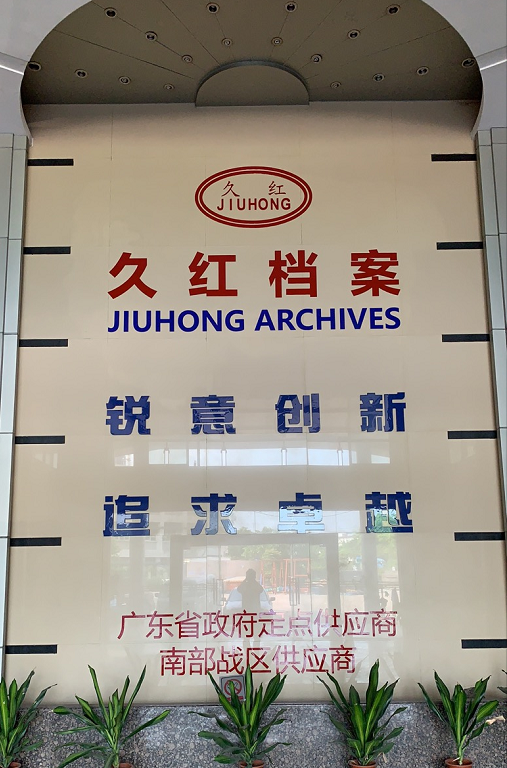 久 红
JIUHONG
久红档案
JIUHONG ARCHIVES
锐意创新
追求卓越
广东省政府定点供应商
南部战区供应商